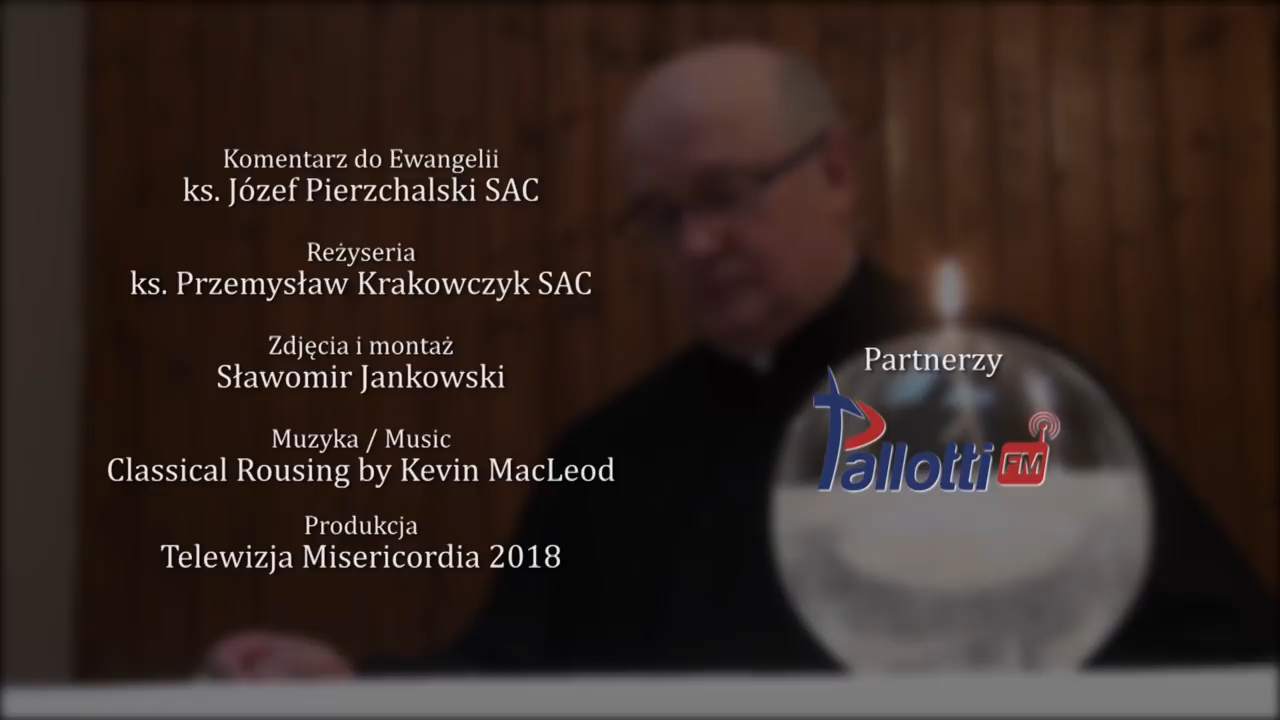 Komentarz do Ewangelii
ks. Józef Pierzchalski SAC
Reżyseria
ks. Przemysław Krakowczyk SAC
Zdjęcia i montaż
Sławomir Jankowski
Muzyka / Music
Classical Rousing by Kevin MacLeod
Produkcja
Telewizja Misericordia 2018
Partnerzy
Pallotti FM